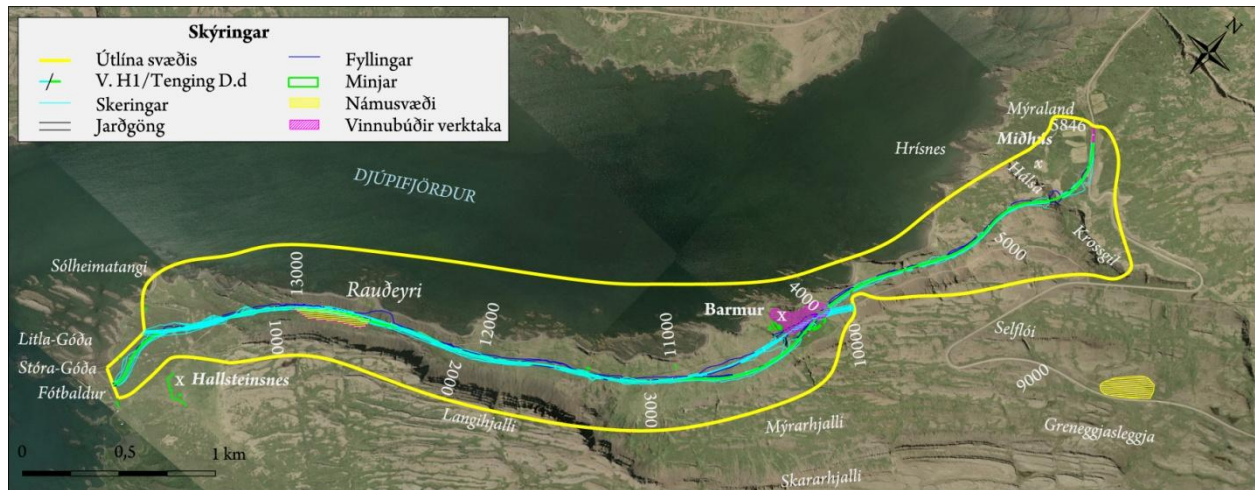 Skýringar
Útlína svæðis
V. H1/Tenging D.d
Skeringar
Jarðgöng
Fyllingar
Minjar
Námusvæði
Vinnubúðir verktaka
N
Mýraland
S846
Miðhús
x
Hrísnes
Hálsá
DJÚPIFJÖRÐUR
Krossgil
5000
Sólheimatangi
13000
Rauðeyri
4000
Barmur
X
Litla-Góða
1000
12000
11000
10000
Selflói
Stóra-Góða
X Hallsteinsnes
2000
9000
Fótbaldur
3000
Langihjalli
Mýrarhjalli
Greneggjasleggja
0
0,5
1 km
Skararhjalli